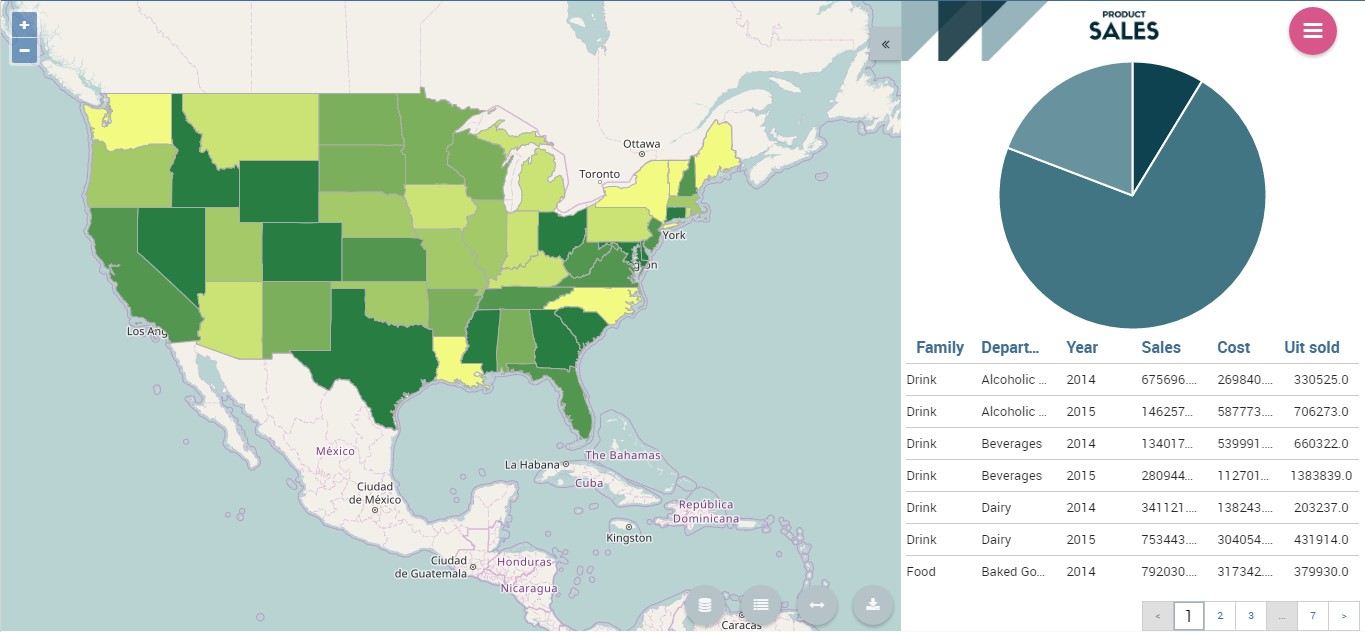 +
−
«
Ottawa
Toronto
York
Los Ang
México
La Habana
The Bahamas
Cuba
Ciudad
de México
República
Dominicana
Kingston
Ciudad
de Guatemala
Honduras
Nicaragua
Caracas
PRODUCT
SALES
Family Depart... Year Sales Cost Uit sold
Drink Alcoholic ... 2014 675696.... 269840.... 330525.0
Drink Alcoholic ... 2015 146257... 587773.... 706273.0
Drink Beverages 2014 134017... 539991.... 660322.0
Drink Beverages 2015 280944... 112701... 1383839.0
Drink Dairy 2014 341121.... 138243.... 203237.0
Drink Dairy 2015 753443.... 304054.... 431914.0
Food Baked Go... 2014 792030.... 317342.... 379930.0
< 1 2 3 ... 7 >